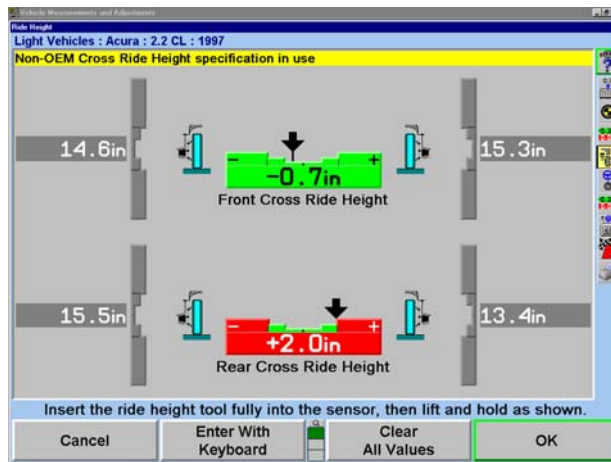 Vehicle Measurements and Adjustments
Ride Height
Light Vehicles : Acura : 2.2 CL : 1997
Non-OEM Cross Ride Height specification in use
14.6in
15.3in
- +
-0.7in
Front Cross Ride Height
15.5in
13.4in
- +
+2.0in
Rear Cross Ride Height
Insert the ride height tool fully into the sensor, then lift and hold as shown.
Cancel
Enter With
Keyboard
Clear
All Values
OK